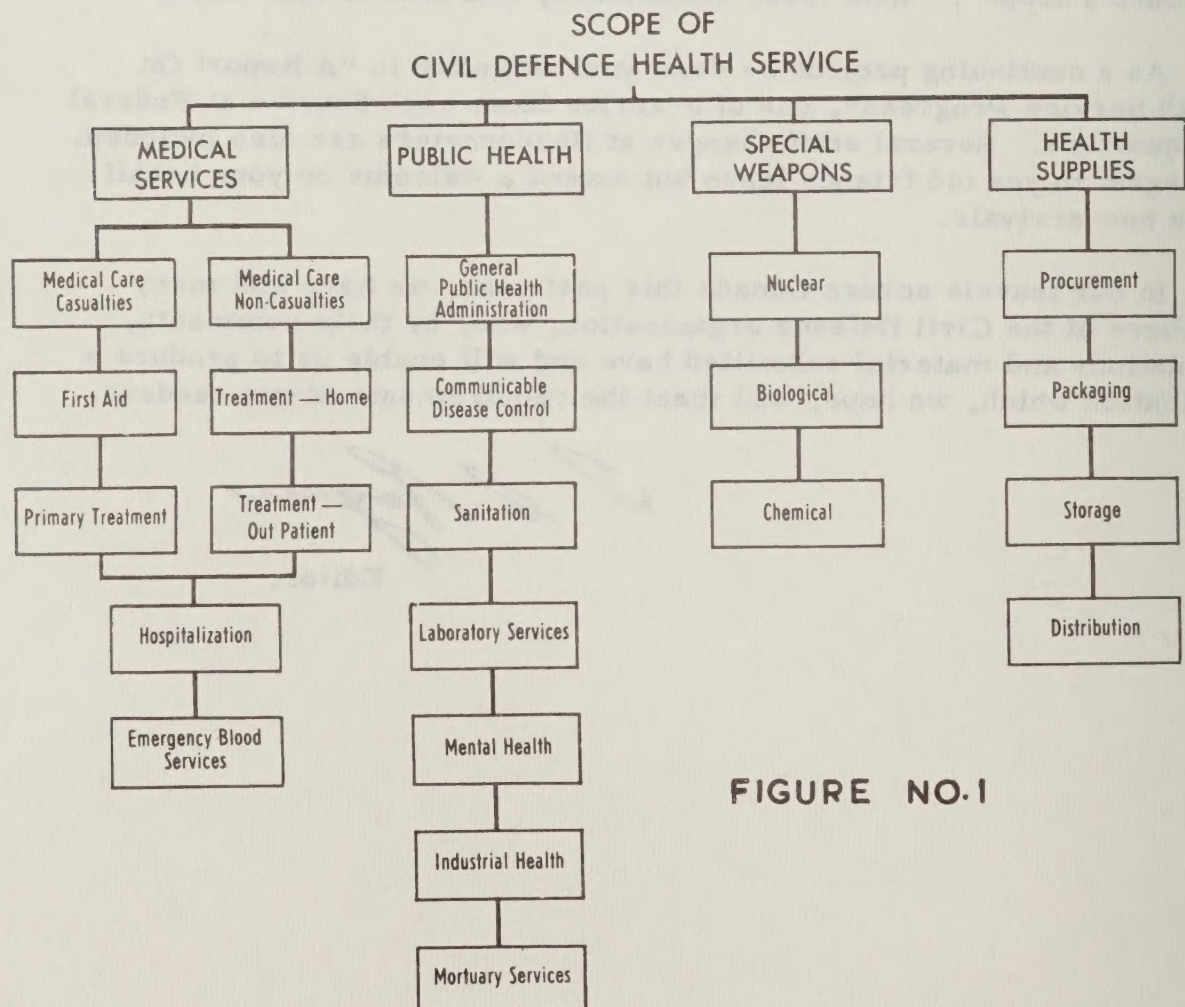 SCOPE OF
CIVIL DEFENCE HEALTH SERVICE
MEDICAL
SERVICES
PUBLIC HEALTH
SPECIAL
WEAPONS
HEALTH
SUPPLIES
Medical Care
Casualties
Medical Care
Non-Casualties
General
Public Health
Administration
Nuclear
Procurement
First Aid
Treatment — Home
Communicable
Disease Control
Biological
Packaging
Primary Treatment
Treatment —
Out Patient
Sanitation
Chemical
Storage
Hospitalization
Laboratory Services
Distribution
Emergency Blood
Services
Mental Health
Industrial Health
Mortuary Services
FIGURE NO.1